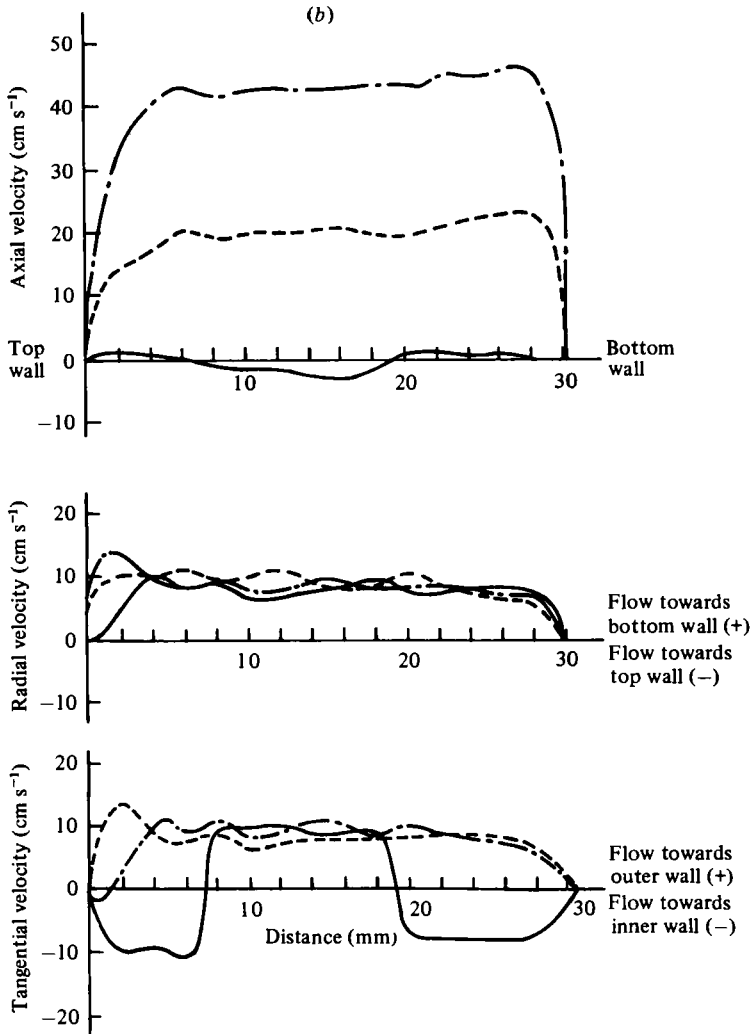 (b)
Axial velocity (cm s⁻¹)
50
40
30
20
10
0
−10
Top
wall
10
20
30
Bottom
wall
Radial velocity (cm s⁻¹)
20
10
0
−10
10
20
30
Flow towards
bottom wall (+)
Flow towards
top wall (−)
Tangential velocity (cm s⁻¹)
20
10
0
−10
−20
10
20
30
Distance (mm)
Flow towards
outer wall (+)
Flow towards
inner wall (−)